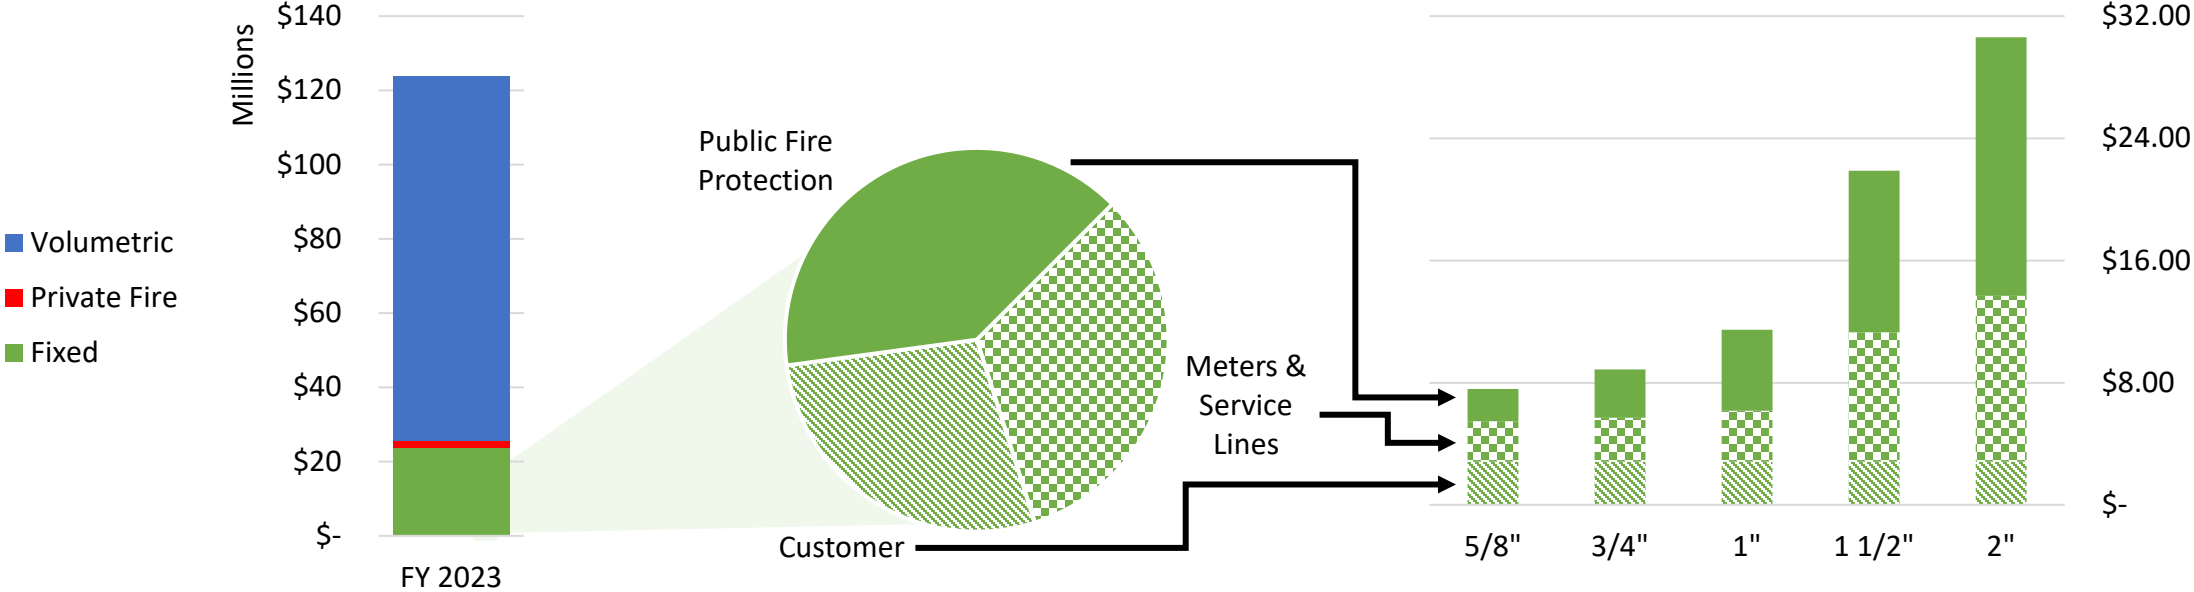 Millions
$140
$120
$100
$80
$60
$40
$20
$-
FY 2023
Volumetric
Private Fire
Fixed
Public Fire
Protection
Meters &
Service
Lines
Customer
$32.00
$24.00
$16.00
$8.00
$-
5/8" 3/4" 1" 1 1/2" 2"